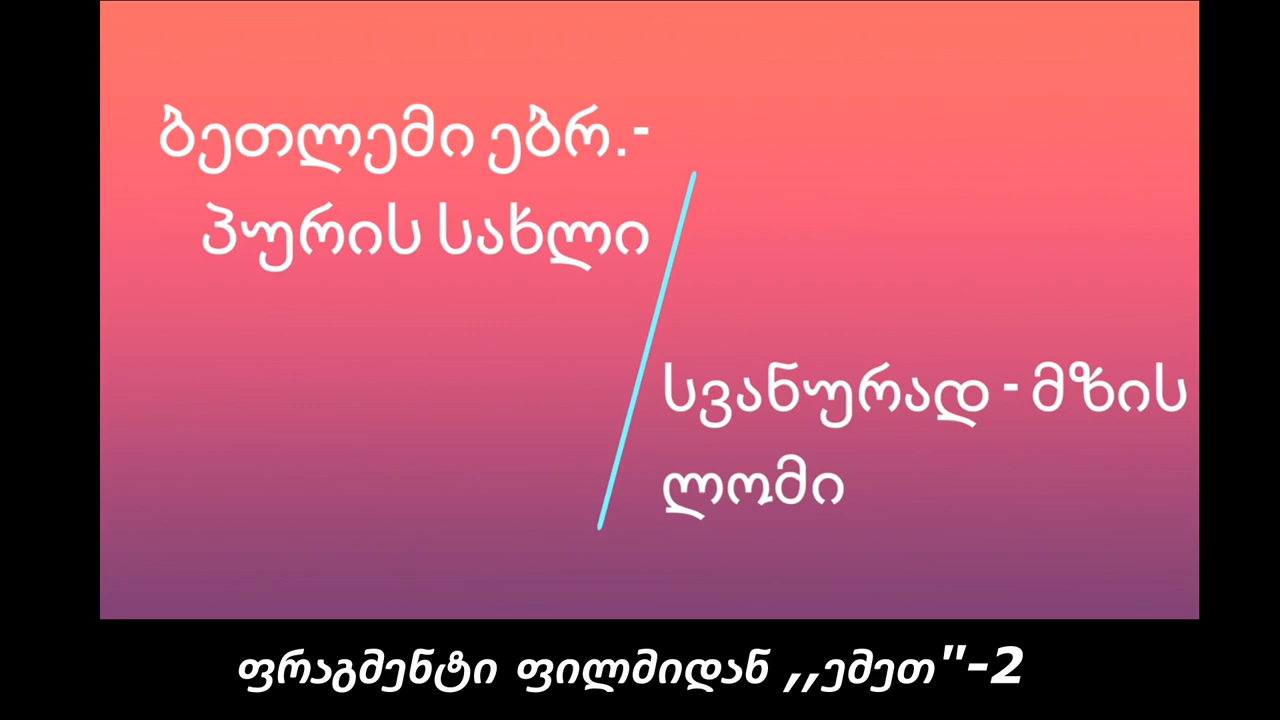 ბეთლემი ებრ.-
პურის სახლი
სვანურად - მზის
ლომი
ფრაგმენტი ფილმიდან ,,ემეთ"-2